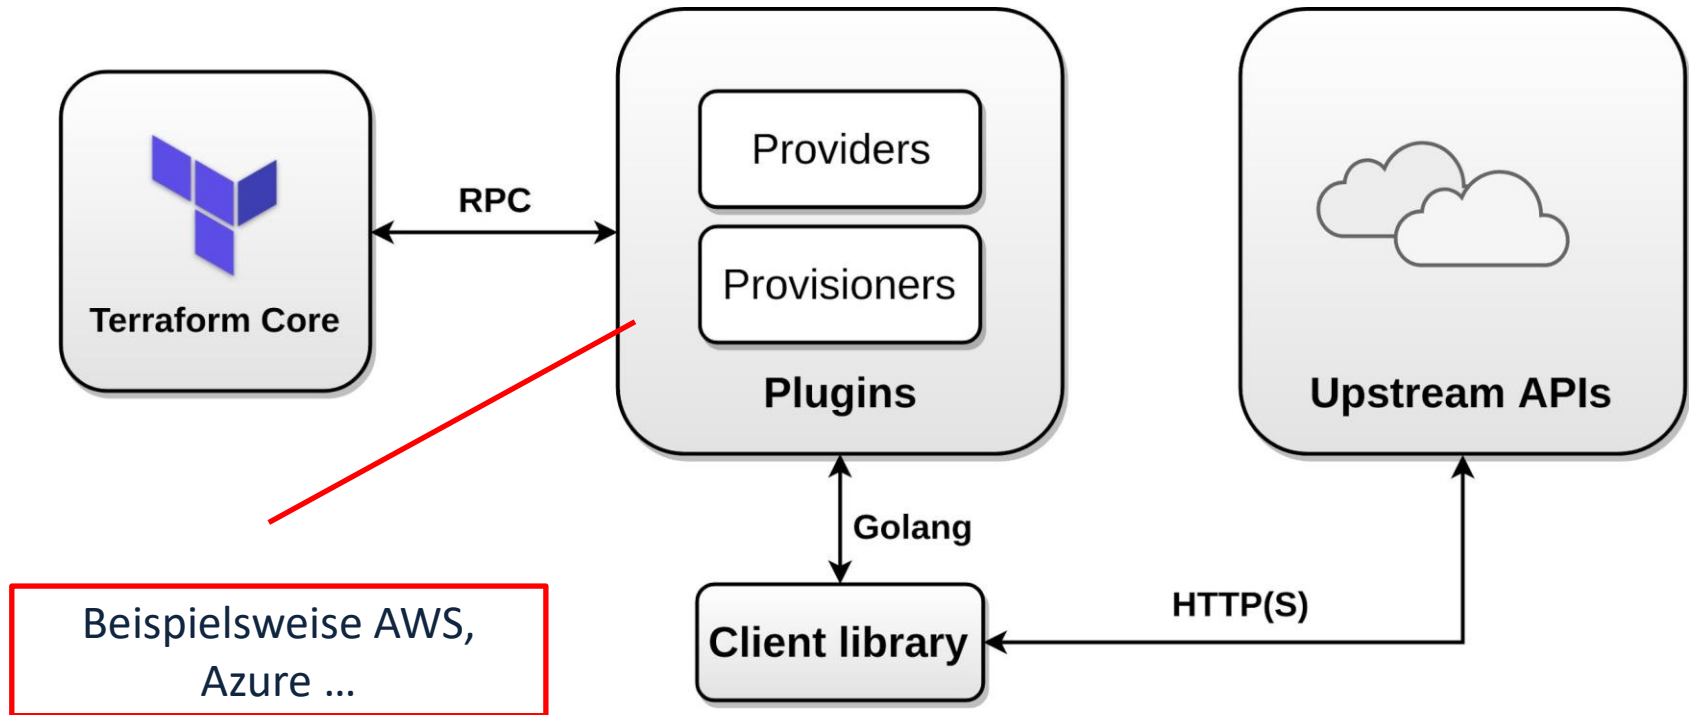 Terraform Core
RPC
Providers
Provisioners
Plugins
Upstream APIs
Golang
Client library
HTTP(S)
Beispielsweise AWS,
Azure ...